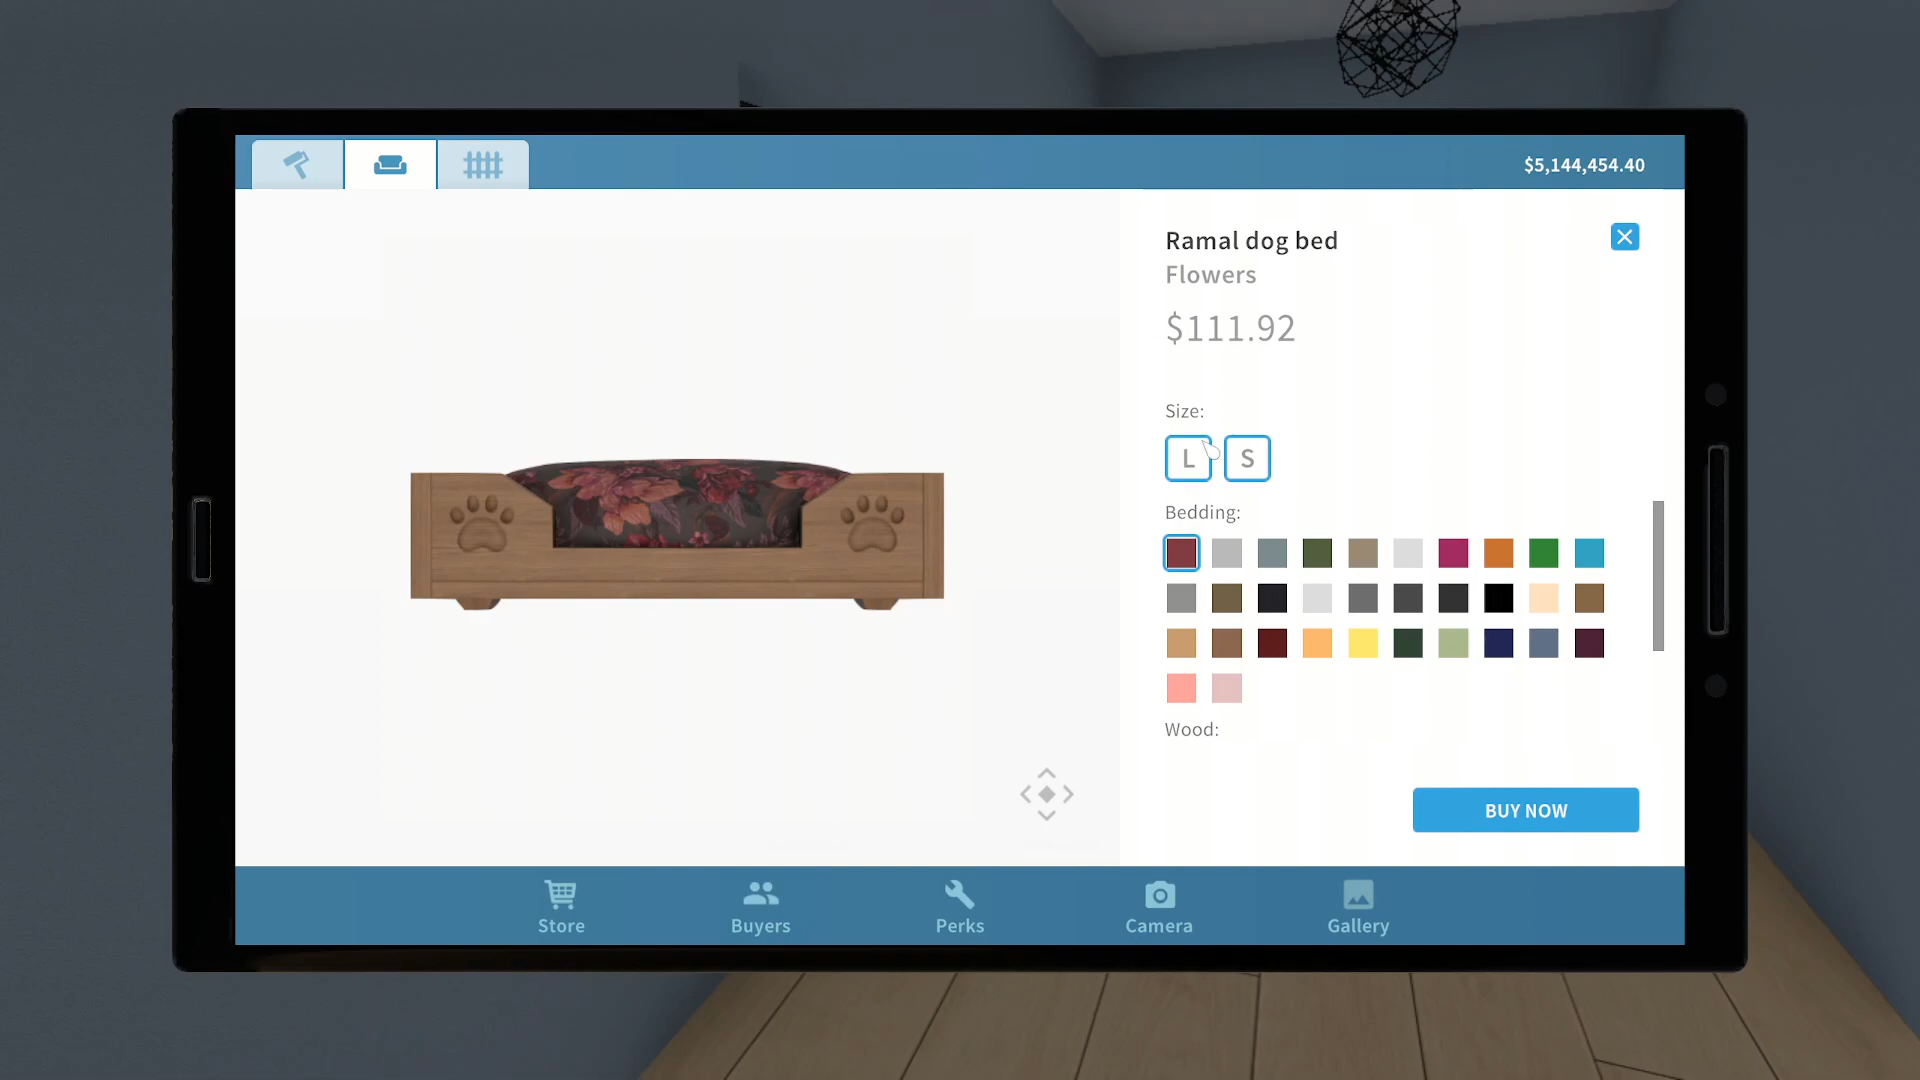 $5,144,454.40
Ramal dog bed
Flowers
$111.92
Size:
L S
Bedding:
Wood:
BUY NOW
Store Buyers Perks Camera Gallery